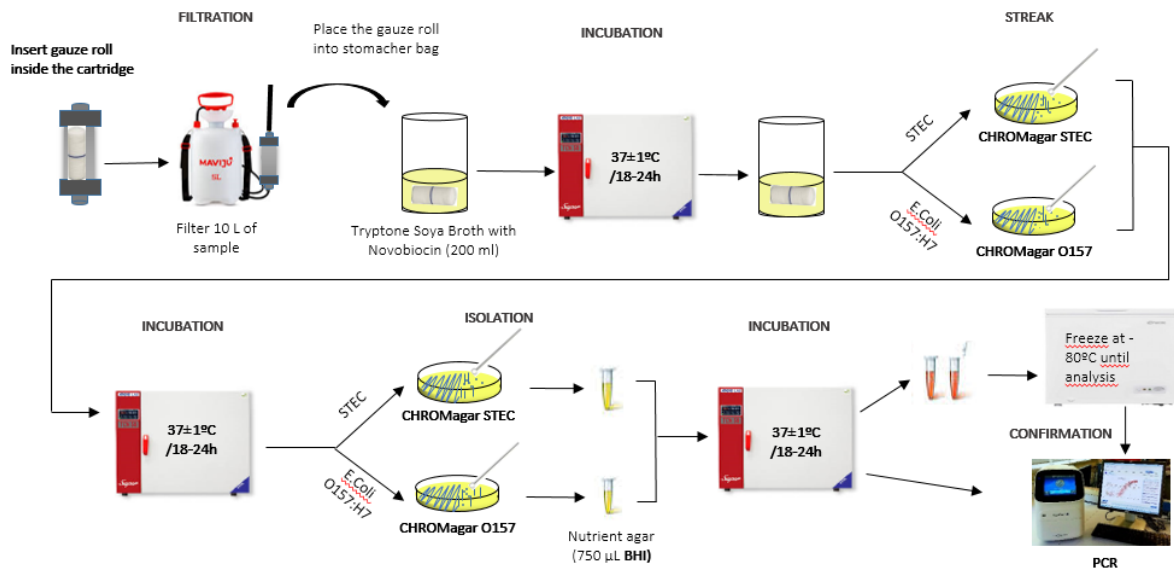 FILTRATION
Place the gauze roll
into stomacher bag
INCUBATION
STREAK
Insert gauze roll
inside the cartridge
MAVIJU
5L
Filter 10 L of
sample
Tryptone Soya Broth with
Novobiocin (200 ml)
37±1ºC
/18-24h
STEC
CHROMagar STEC
E.Coli
O157:H7
CHROMagar O157
INCUBATION
37±1ºC
/18-24h
ISOLATION
STEC
CHROMagar STEC
E.Coli
O157:H7
CHROMagar O157
Nutrient agar
(750 µL BHI)
INCUBATION
37±1ºC
/18-24h
Freeze at -
80ºC until
analysis
CONFIRMATION
PCR